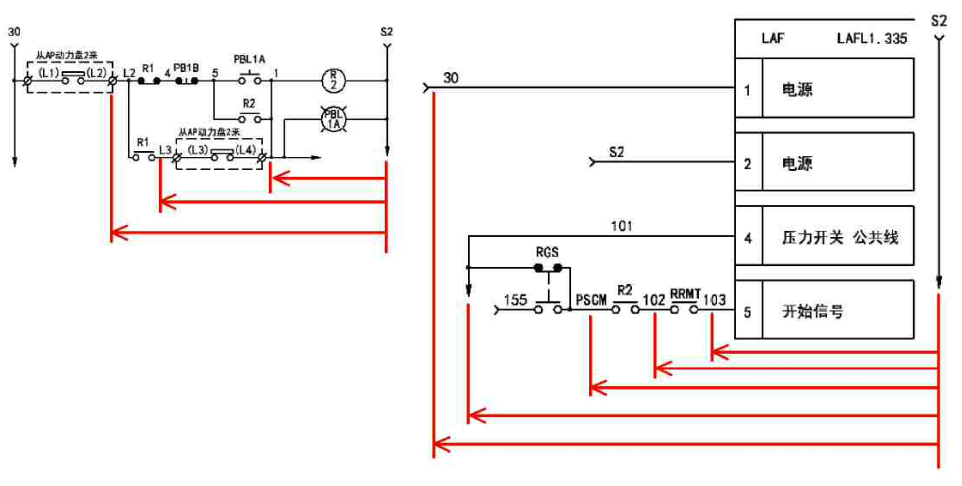 30
S2
从AP动力盘2来
(L1)
(L2)
L2
R1
4
PB1B
5
PBL1A
1
R
2
R2
PBL
1A
从AP动力盘2来
R1
L3
(L3)
(L4)
S2
LAF
LAFL1.335
30
1
电源
S2
2
电源
101
4
压力开关 公共线
RGS
155
PSCM
R2
102
RRMT
103
5
开始信号